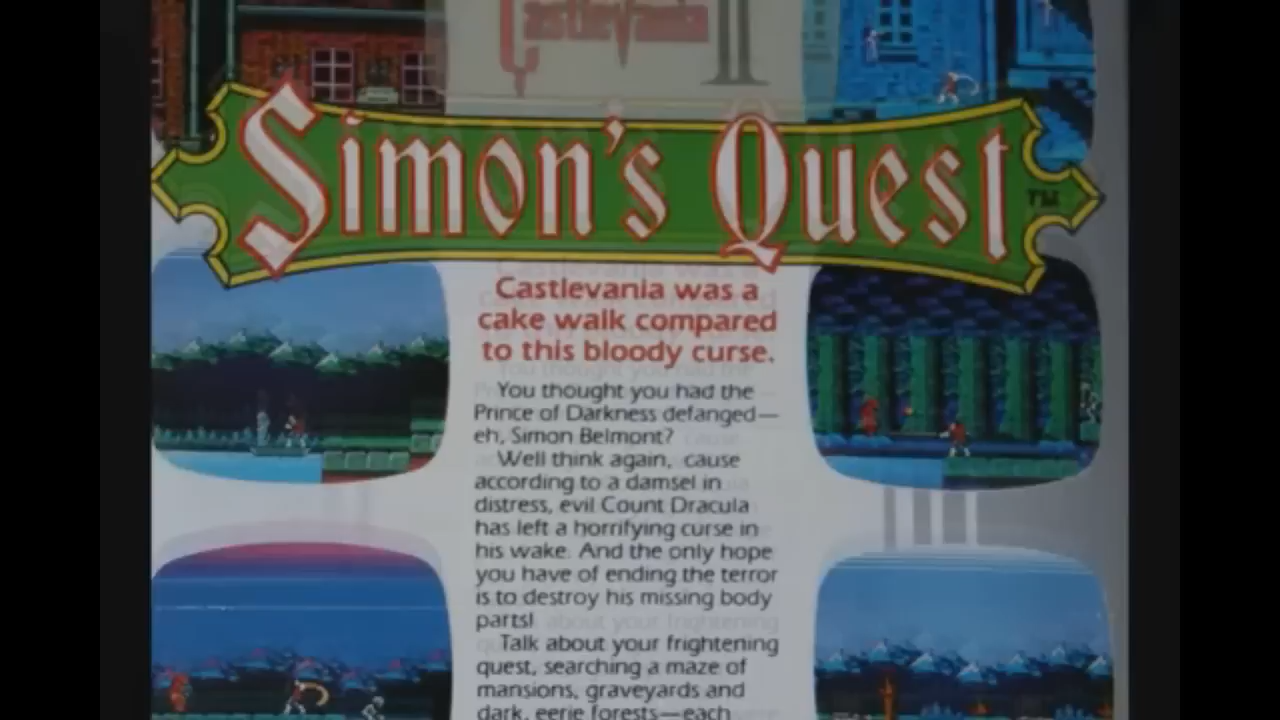 Castlevania
II
Simon's Quest™
Castlevania was a
cake walk compared
to this bloody curse.
You thought you had the
Prince of Darkness defanged—
eh, Simon Belmont?
Well think again, cause
according to a damsel in
distress, evil Count Dracula
has left a horrifying curse in
his wake. And the only hope
you have of ending the terror
is to destroy his missing body
parts!
Talk about your frightening
quest, searching a maze of
mansions, graveyards and
dark, eerie forests—each